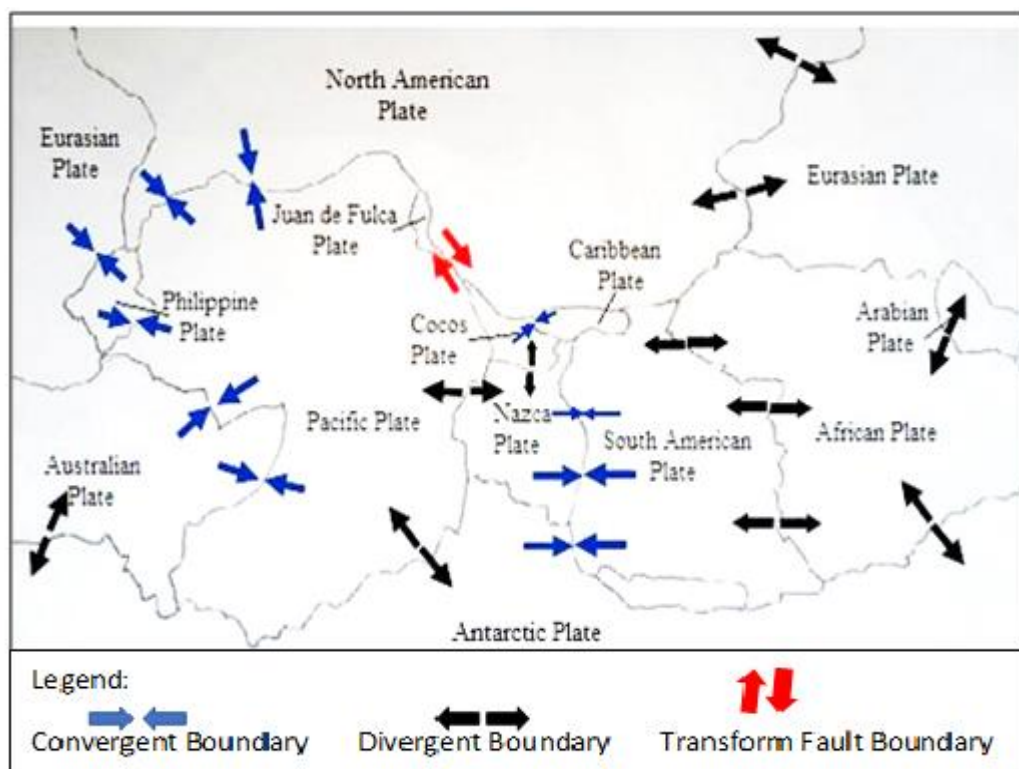 North American
Plate
Eurasian
Plate
Eurasian Plate
Juan de Fulca
Plate
Caribbean
Plate
Philippine
Plate
Arabian
Plate
Cocos
Plate
Pacific Plate
Nazca
Plate
South American
Plate
African Plate
Australian
Plate
Antarctic Plate
Legend:
Convergent Boundary
Divergent Boundary
Transform Fault Boundary